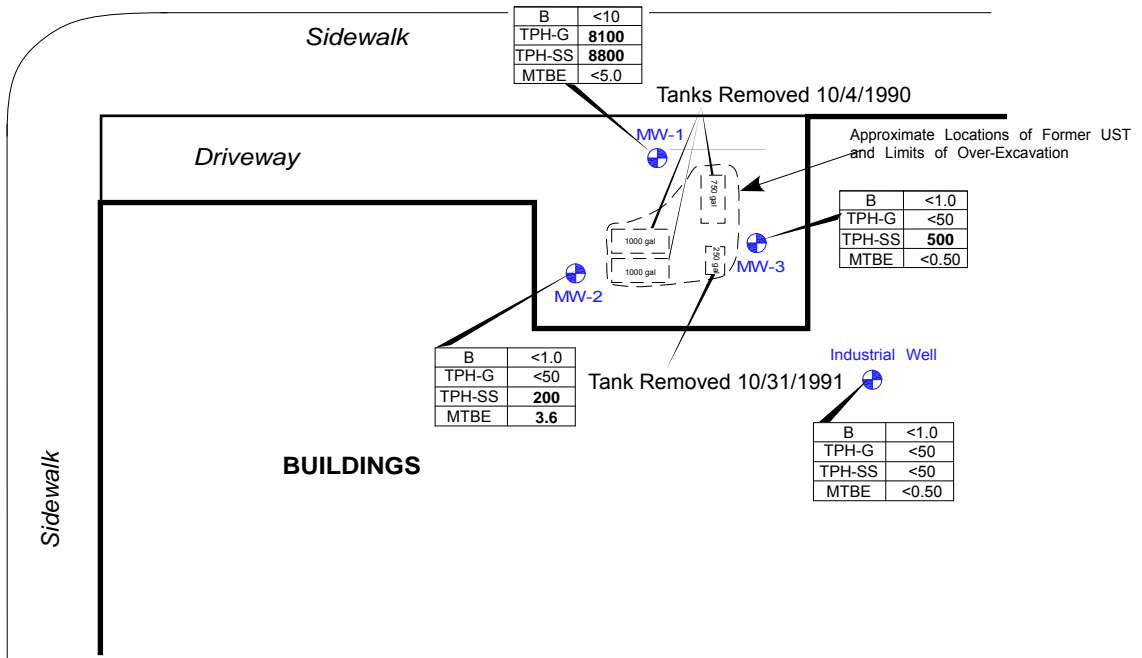 Sidewalk
B <10
TPH-G 8100
TPH-SS 8800
MTBE <5.0
Tanks Removed 10/4/1990
MW-1
Driveway
Approximate Locations of Former UST
and Limits of Over-Excavation
750 gal
B <1.0
TPH-G <50
TPH-SS 500
MTBE <0.50
1000 gal
1000 gal
250 gal
MW-3
MW-2
B <1.0
TPH-G <50
TPH-SS 200
MTBE 3.6
Tank Removed 10/31/1991
Industrial Well
B <1.0
TPH-G <50
TPH-SS <50
MTBE <0.50
BUILDINGS
Sidewalk